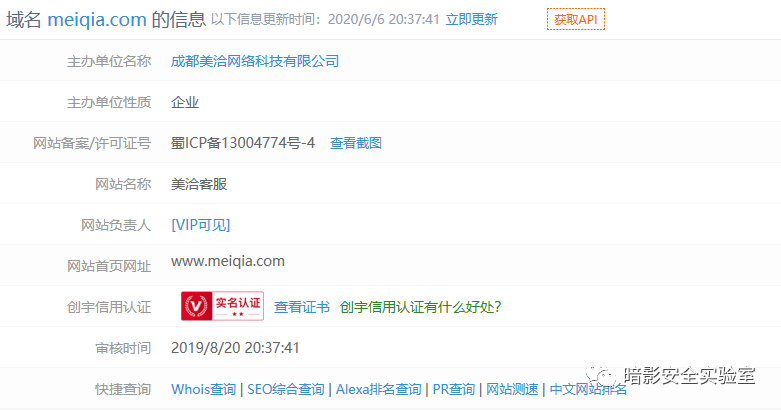 域名 meiqia.com 的信息 以下信息更新时间：2020/6/6 20:37:41 立即更新 获取API
主办单位名称 成都美洽网络科技有限公司
主办单位性质 企业
网站备案/许可证号 蜀ICP备13004774号-4 查看截图
网站名称 美洽客服
网站负责人 [VIP可见]
网站首页网址 www.meiqia.com
创宇信用认证 V 实名认证 ★★ 查看证书 创宇信用认证有什么好处?
审核时间 2019/8/20 20:37:41
暗影安全实验室
快捷查询 Whois查询 | SEO综合查询 | Alexa排名查询 | PR查询 | 网站测速 | 中文网站排名